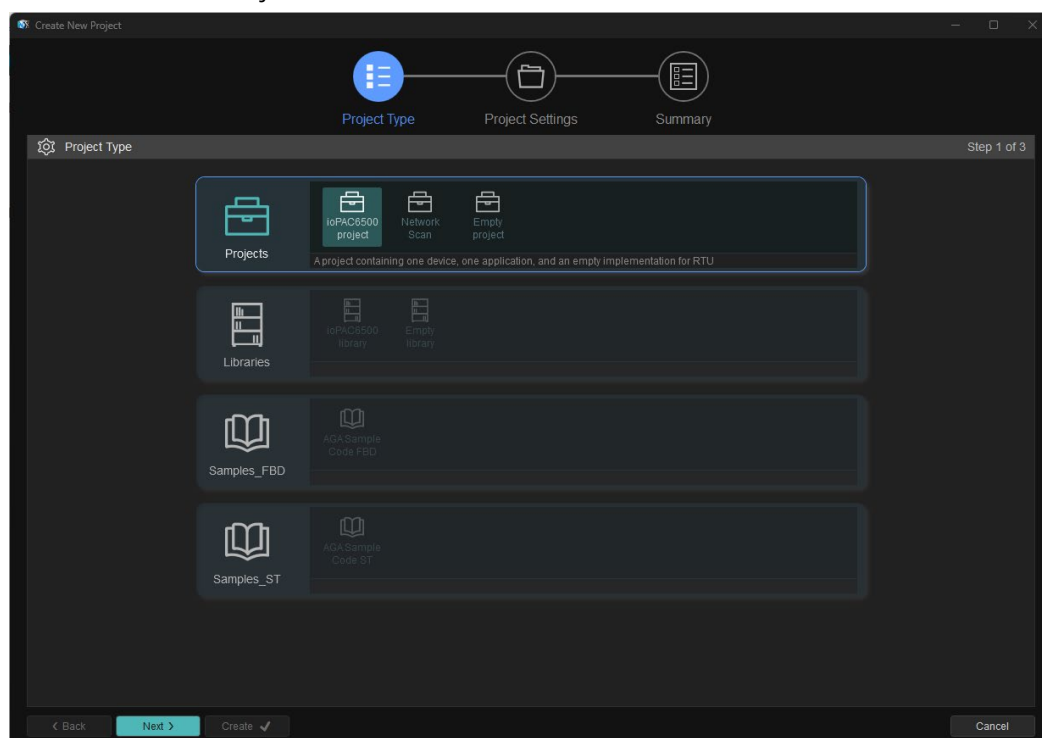 Create New Project
Project Type
Project Settings
Summary
Project Type
Step 1 of 3
Projects
ioPAC6500
project
Network
Scan
Empty
project
A project containing one device, one application, and an empty implementation for RTU
Libraries
ioPAC6500
library
Empty
library
Samples_FBD
AGA Sample
Code FBD
Samples_ST
AGA Sample
Code ST
< Back
Next >
Create
Cancel